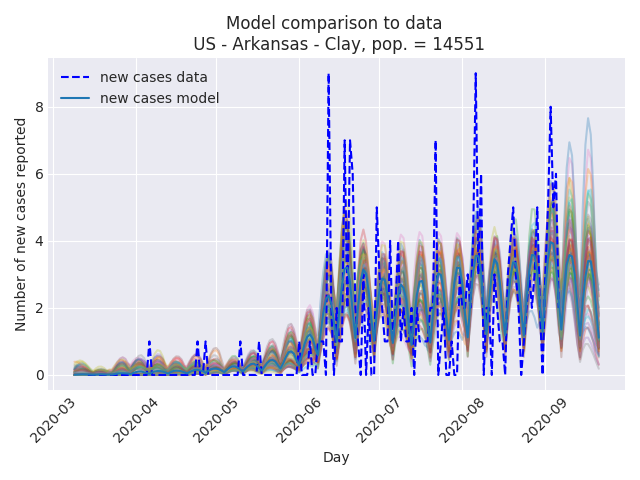 Model comparison to data
US - Arkansas - Clay, pop. = 14551
new cases data
new cases model
Number of new cases reported
8
6
4
2
0
2020-03
2020-04
2020-05
2020-06
2020-07
2020-08
2020-09
Day